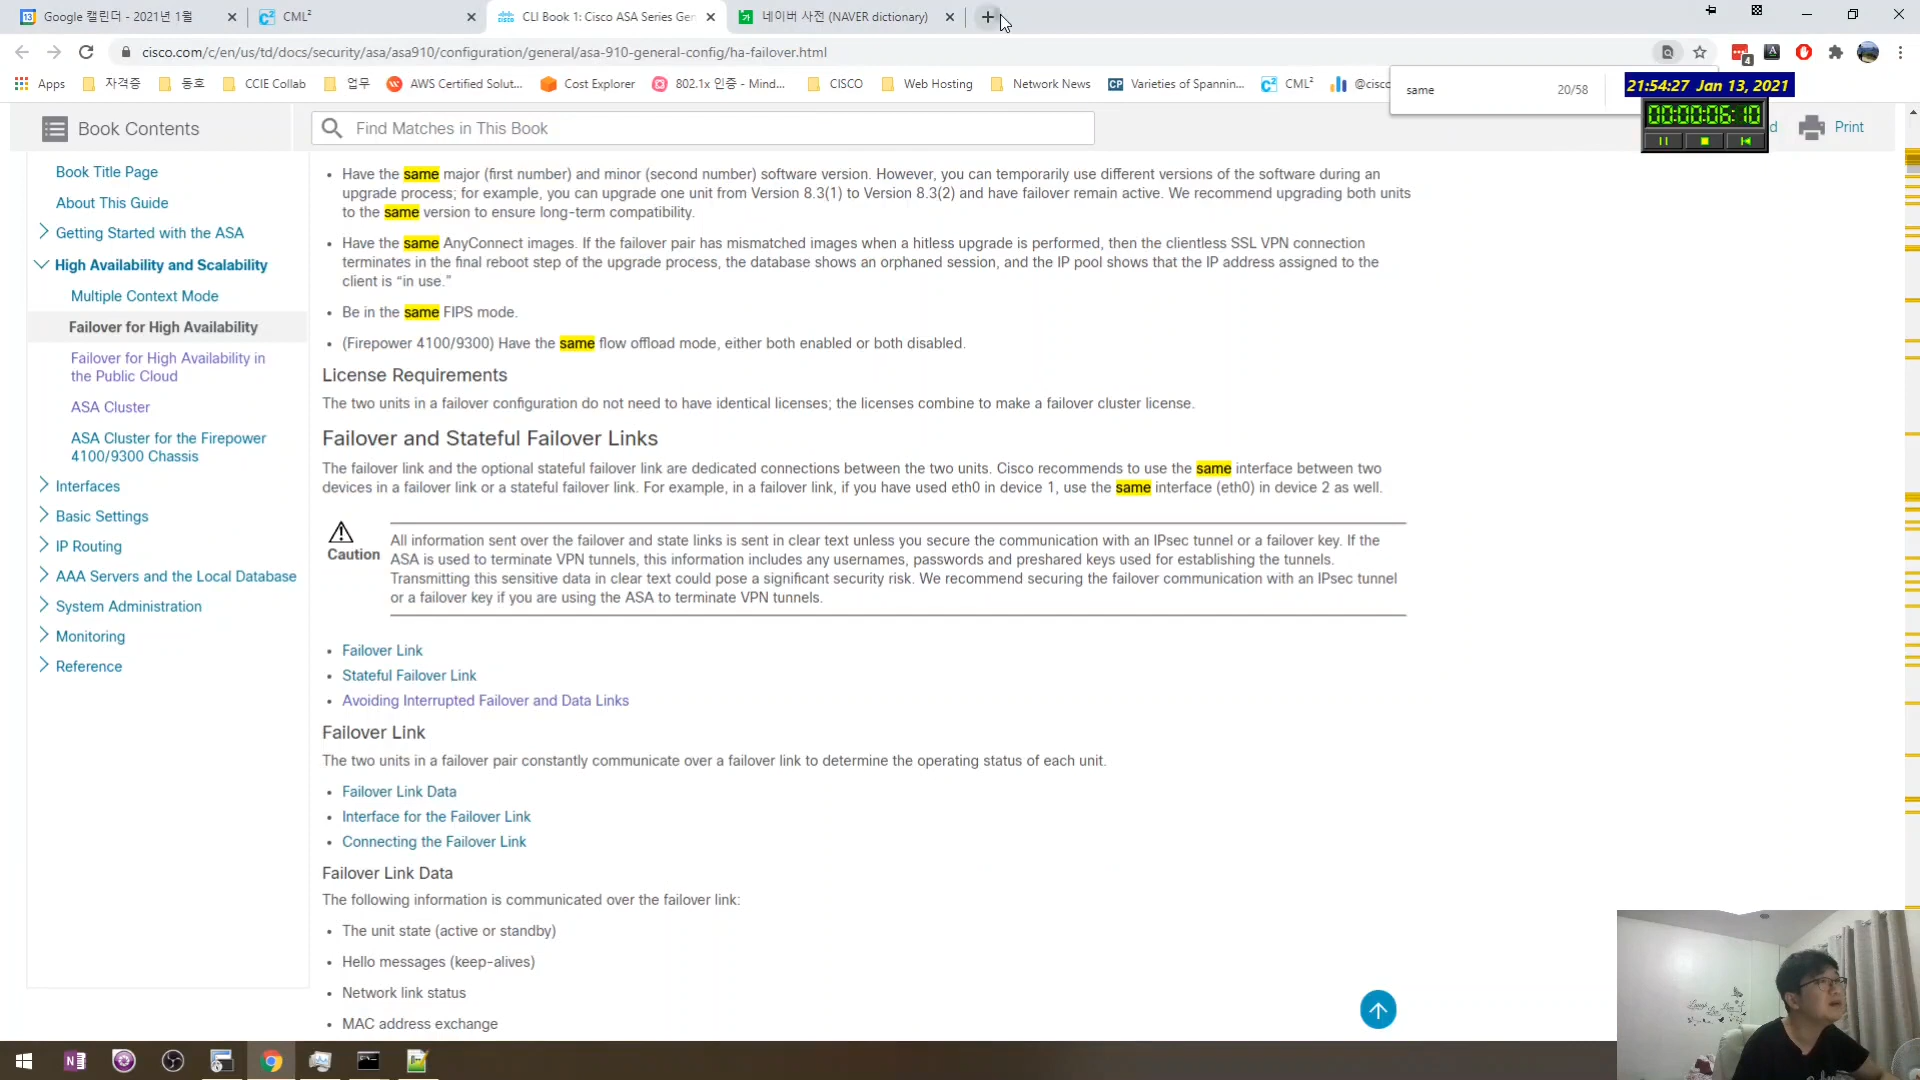 Google 캘린더 - 2021년 1월
CML²
CLI Book 1: Cisco ASA Series Gen
네이버 사전 (NAVER dictionary)
cisco.com/c/en/us/td/docs/security/asa/asa910/configuration/general/asa-910-general-config/ha-failover.html
4
Apps
자격증
동호
CCIE Collab
업무
AWS Certified Solut...
Cost Explorer
802.1x 인증 - Mind...
CISCO
Web Hosting
Network News
CP
Varieties of Spannin...
CML²
@cisco
same
20/58
21:54:27 Jan 13, 2021
00:00:06:10
Book Contents
Find Matches in This Book
d
Print
Book Title Page
About This Guide
Getting Started with the ASA
High Availability and Scalability
Multiple Context Mode
Failover for High Availability
Failover for High Availability in
the Public Cloud
ASA Cluster
ASA Cluster for the Firepower
4100/9300 Chassis
Interfaces
Basic Settings
IP Routing
AAA Servers and the Local Database
System Administration
Monitoring
Reference
• Have the same major (first number) and minor (second number) software version. However, you can temporarily use different versions of the software during an
upgrade process; for example, you can upgrade one unit from Version 8.3(1) to Version 8.3(2) and have failover remain active. We recommend upgrading both units
to the same version to ensure long-term compatibility.
• Have the same AnyConnect images. If the failover pair has mismatched images when a hitless upgrade is performed, then the clientless SSL VPN connection
terminates in the final reboot step of the upgrade process, the database shows an orphaned session, and the IP pool shows that the IP address assigned to the
client is “in use.”
• Be in the same FIPS mode.
• (Firepower 4100/9300) Have the same flow offload mode, either both enabled or both disabled.
License Requirements
The two units in a failover configuration do not need to have identical licenses; the licenses combine to make a failover cluster license.
Failover and Stateful Failover Links
The failover link and the optional stateful failover link are dedicated connections between the two units. Cisco recommends to use the same interface between two
devices in a failover link or a stateful failover link. For example, in a failover link, if you have used eth0 in device 1, use the same interface (eth0) in device 2 as well.
Caution
All information sent over the failover and state links is sent in clear text unless you secure the communication with an IPsec tunnel or a failover key. If the
ASA is used to terminate VPN tunnels, this information includes any usernames, passwords and preshared keys used for establishing the tunnels.
Transmitting this sensitive data in clear text could pose a significant security risk. We recommend securing the failover communication with an IPsec tunnel
or a failover key if you are using the ASA to terminate VPN tunnels.
• Failover Link
• Stateful Failover Link
• Avoiding Interrupted Failover and Data Links
Failover Link
The two units in a failover pair constantly communicate over a failover link to determine the operating status of each unit.
• Failover Link Data
• Interface for the Failover Link
• Connecting the Failover Link
Failover Link Data
The following information is communicated over the failover link:
• The unit state (active or standby)
• Hello messages (keep-alives)
• Network link status
• MAC address exchange